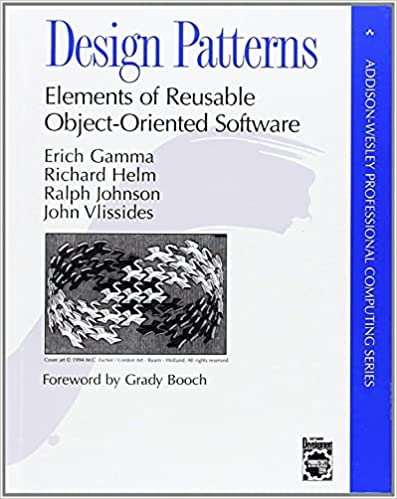 Design Patterns
Elements of Reusable
Object-Oriented Software
Erich Gamma
Richard Helm
Ralph Johnson
John Vlissides
Cover art © 1994 M.C. Escher / Cordon Art - Baarn - Holland. All rights reserved.
Foreword by Grady Booch
ADDISON-WESLEY PROFESSIONAL COMPUTING SERIES
Development